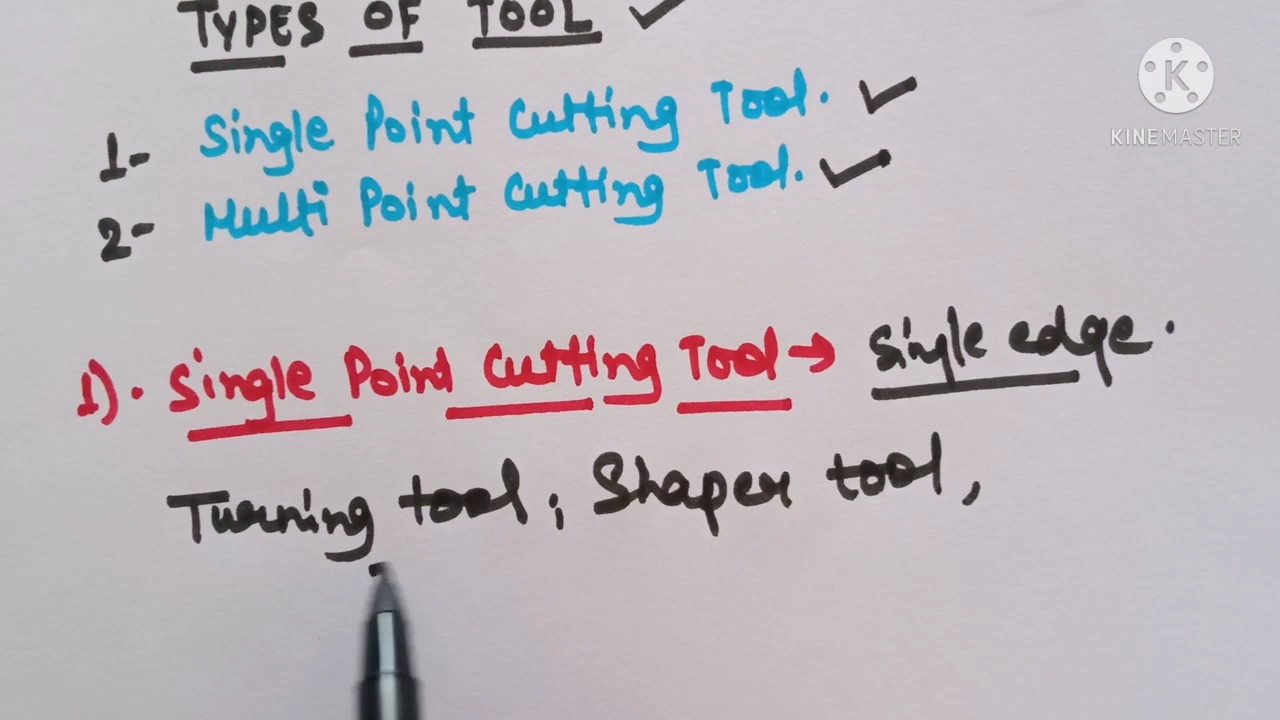 TYPES OF TOOL ✓
1- Single Point Cutting Tool. ✓
2- Multi Point Cutting Tool. ✓
1). Single Point Cutting Tool → Single edge.
Turning tool ; Shaper tool,
KINEMASTER